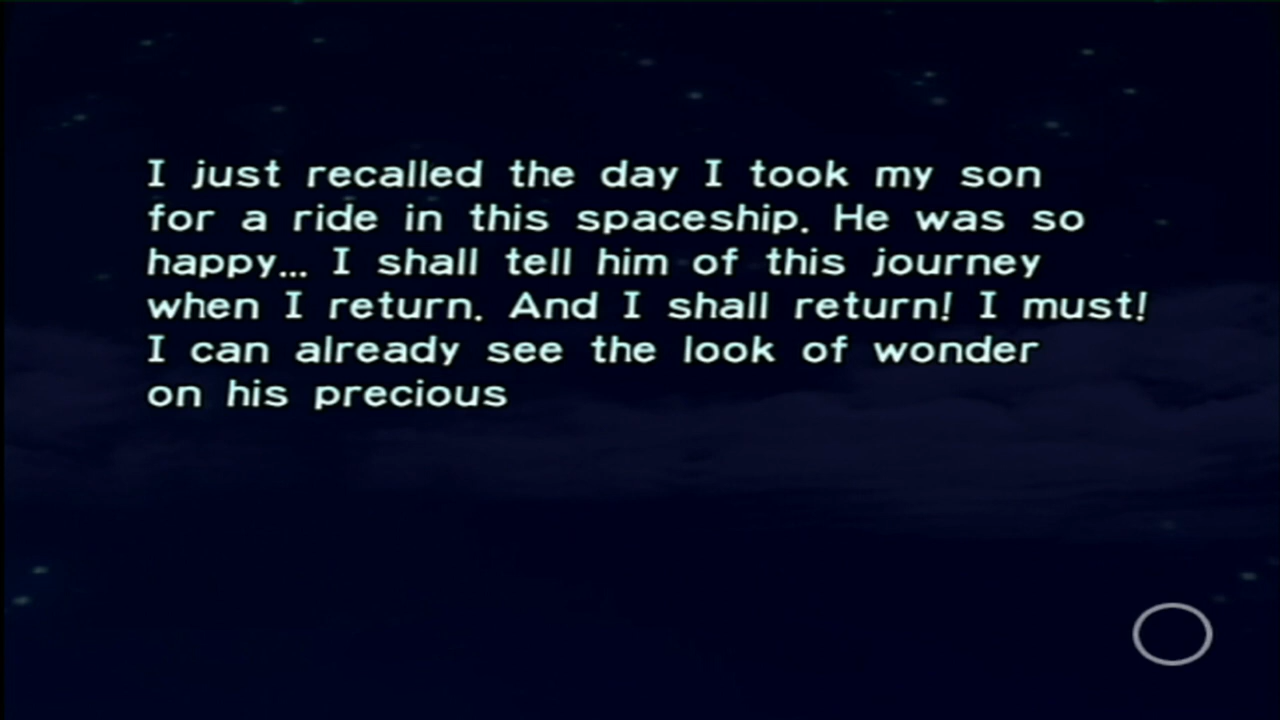 I just recalled the day I took my son
for a ride in this spaceship. He was so
happy... I shall tell him of this journey
when I return. And I shall return! I must!
I can already see the look of wonder
on his precious